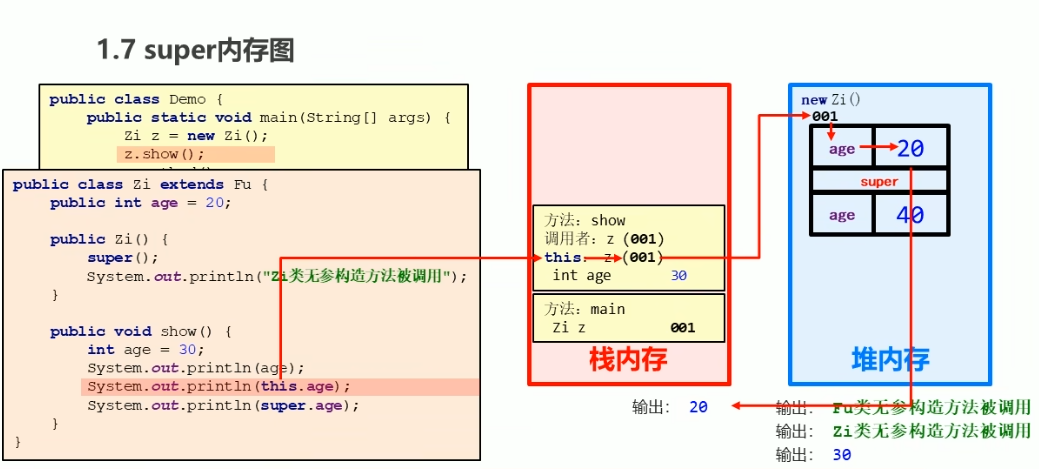 1.7 super内存图
public class Demo {
public static void main(String[] args) {
Zi z = new Zi();
z.show();
public class Zi extends Fu {
public int age = 20;
public Zi() {
super();
System.out.println("Zi类无参构造方法被调用");
}
public void show() {
int age = 30;
System.out.println(age);
System.out.println(this.age);
System.out.println(super.age);
}
}
方法：show
调用者：z (001)
this： z (001)
int age 30
方法：main
Zi z 001
栈内存
new Zi()
001
age 20
super
age 40
堆内存
输出： 20
输出： Fu类无参构造方法被调用
输出： Zi类无参构造方法被调用
输出： 30